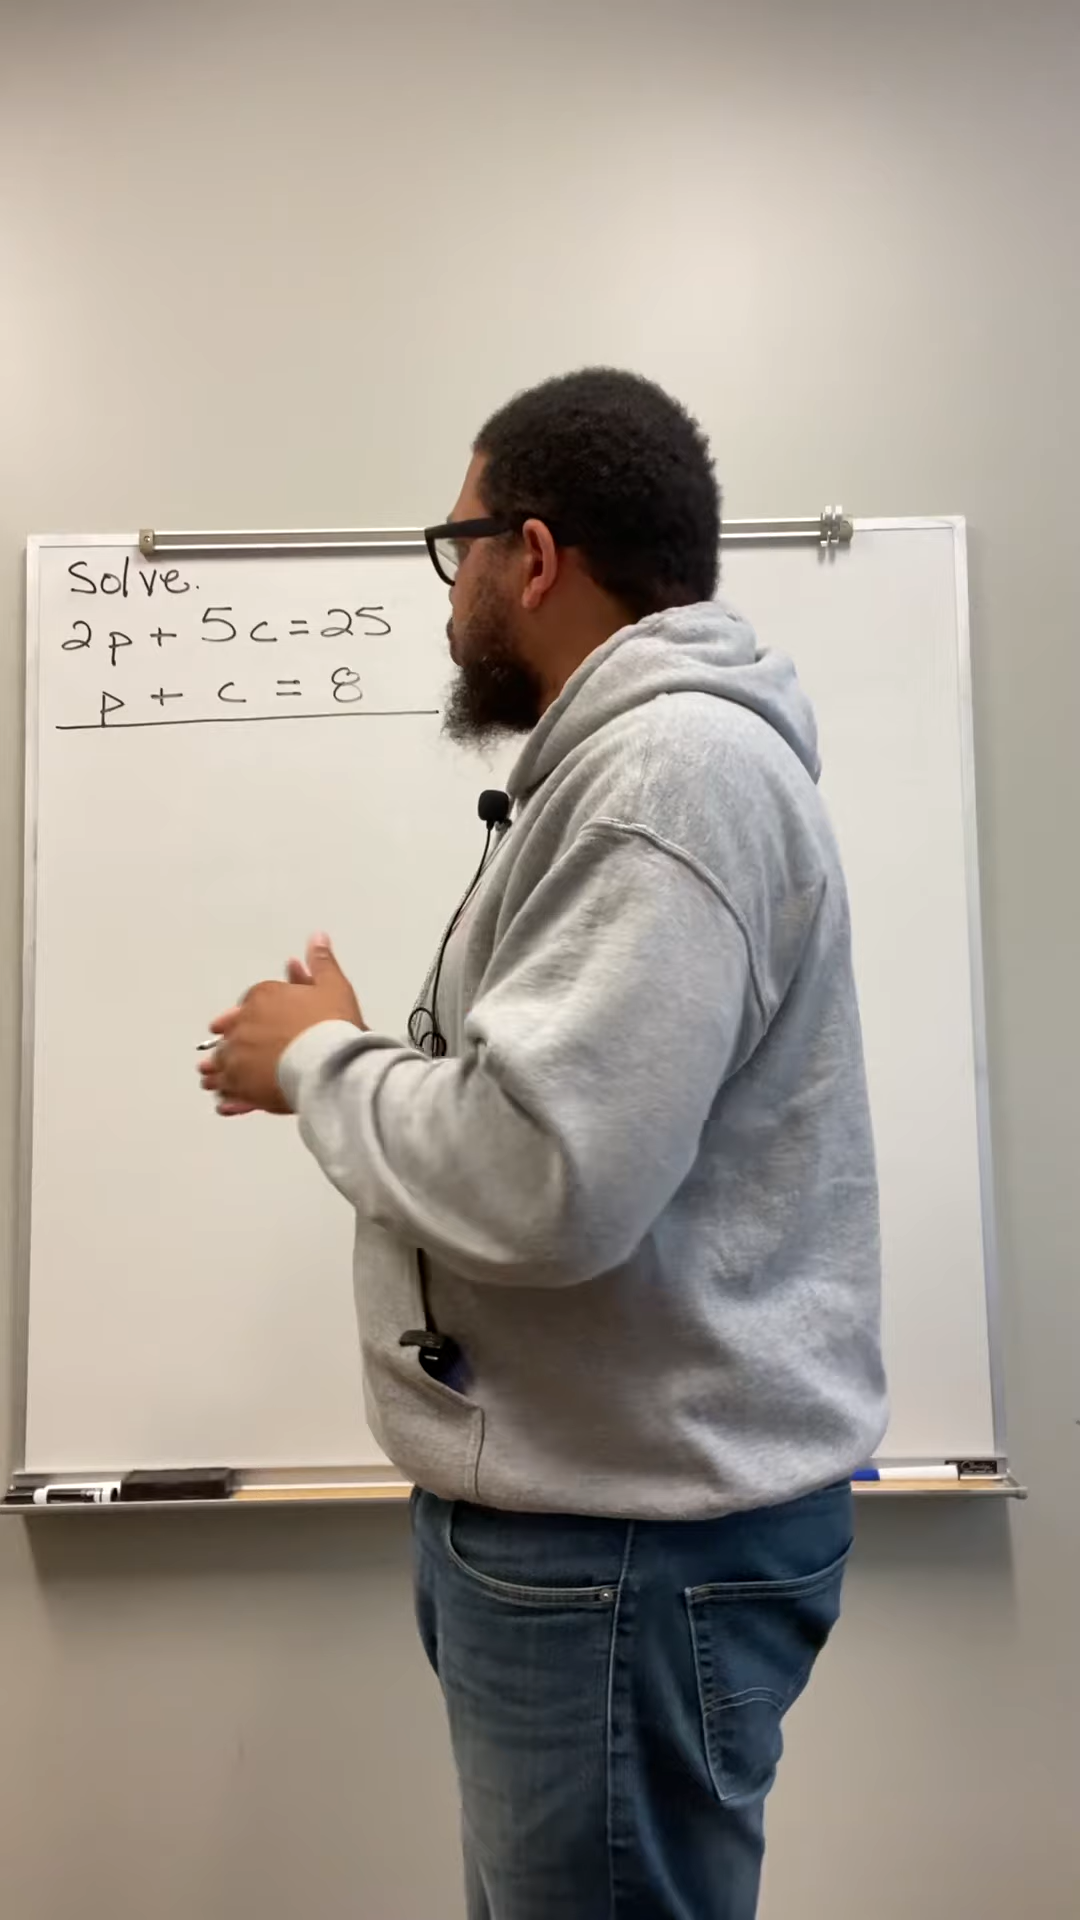 Solve.
2p + 5c = 25
p + c = 8